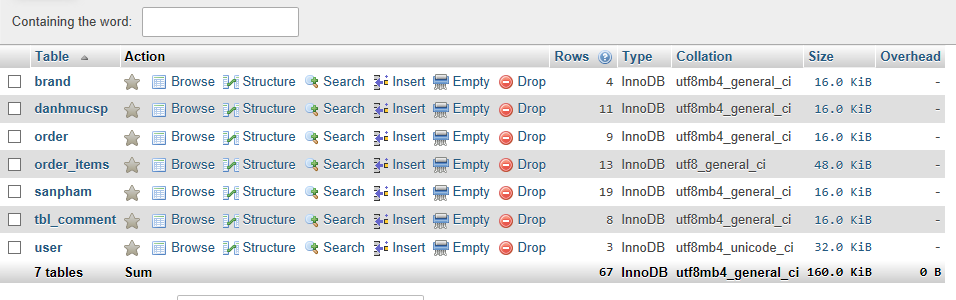 Containing the word:
Table Action Rows Type Collation Size Overhead
brand Browse Structure Search Insert Empty Drop 4 InnoDB utf8mb4_general_ci 16.0 KiB -
danhmucsp Browse Structure Search Insert Empty Drop 11 InnoDB utf8mb4_general_ci 16.0 KiB -
order Browse Structure Search Insert Empty Drop 9 InnoDB utf8mb4_general_ci 16.0 KiB -
order_items Browse Structure Search Insert Empty Drop 13 InnoDB utf8_general_ci 48.0 KiB -
sanpham Browse Structure Search Insert Empty Drop 19 InnoDB utf8mb4_general_ci 16.0 KiB -
tbl_comment Browse Structure Search Insert Empty Drop 8 InnoDB utf8mb4_general_ci 16.0 KiB -
user Browse Structure Search Insert Empty Drop 3 InnoDB utf8mb4_unicode_ci 32.0 KiB -
7 tables Sum 67 InnoDB utf8mb4_general_ci 160.0 KiB 0 B